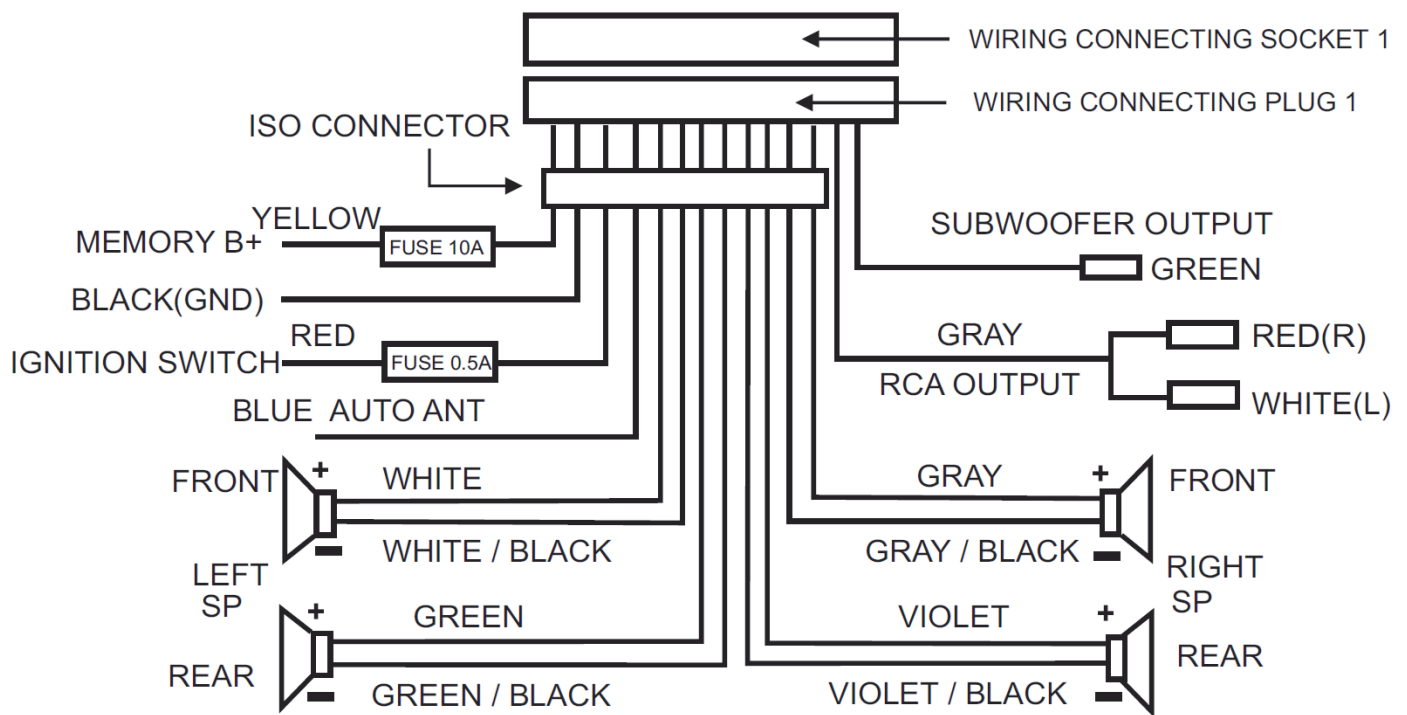 WIRING CONNECTING SOCKET 1
WIRING CONNECTING PLUG 1
ISO CONNECTOR
YELLOW
MEMORY B+
FUSE 10A
BLACK(GND)
RED
IGNITION SWITCH
FUSE 0.5A
BLUE AUTO ANT
SUBWOOFER OUTPUT
GREEN
GRAY
RCA OUTPUT
RED(R)
WHITE(L)
FRONT
+
WHITE
WHITE / BLACK
LEFT
SP
+
GREEN
REAR
GREEN / BLACK
GRAY
+
FRONT
GRAY / BLACK
RIGHT
SP
VIOLET
+
REAR
VIOLET / BLACK